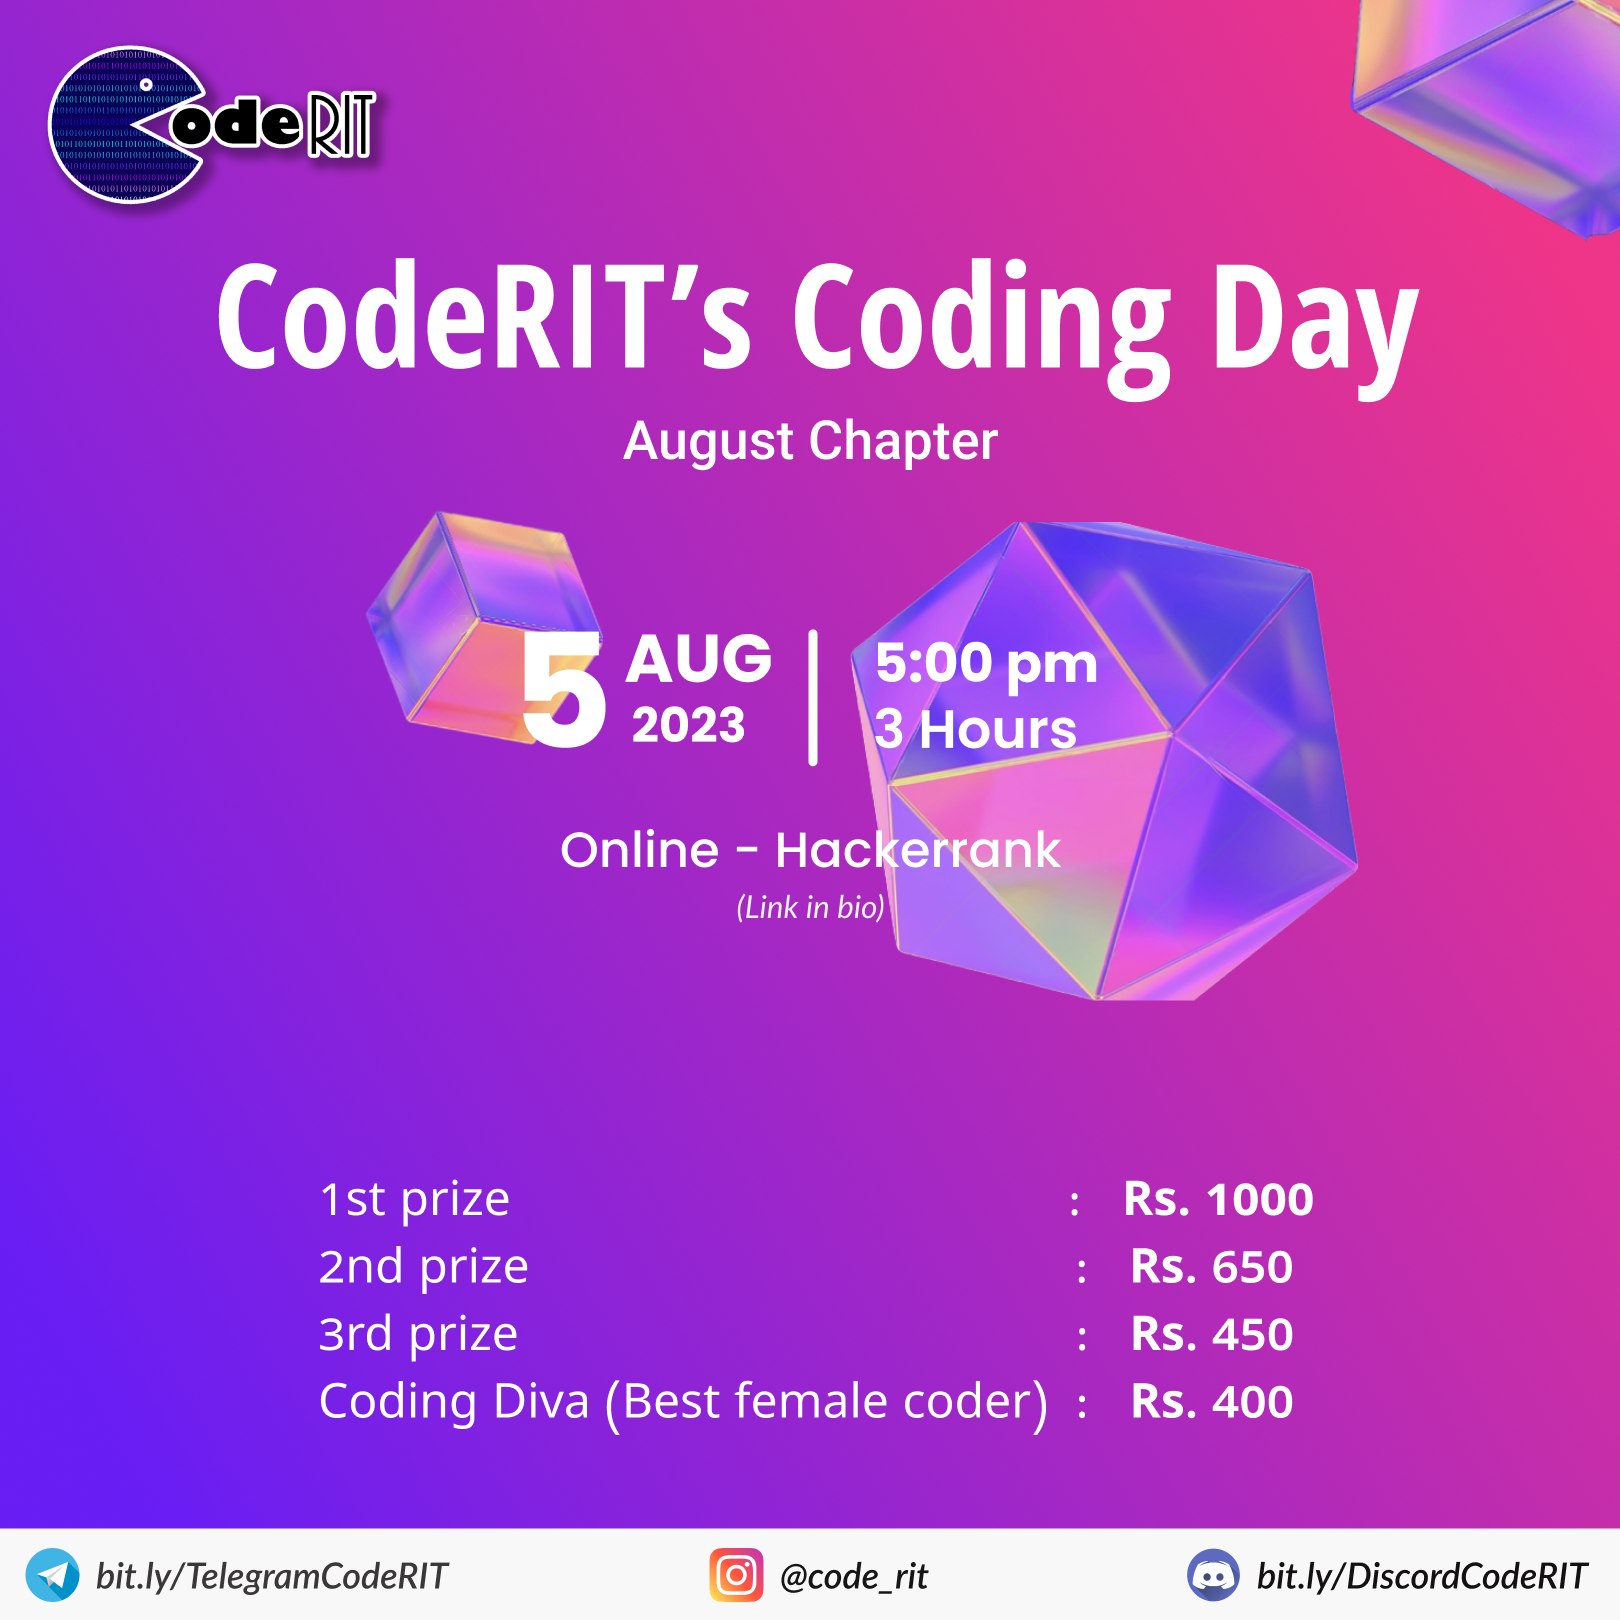 CodeRIT
CodeRIT’s Coding Day
August Chapter
5 AUG 2023
5:00 pm
3 Hours
Online - Hackerrank
(Link in bio)
1st prize : Rs. 1000
2nd prize : Rs. 650
3rd prize : Rs. 450
Coding Diva (Best female coder) : Rs. 400
bit.ly/TelegramCodeRIT @code_rit bit.ly/DiscordCodeRIT